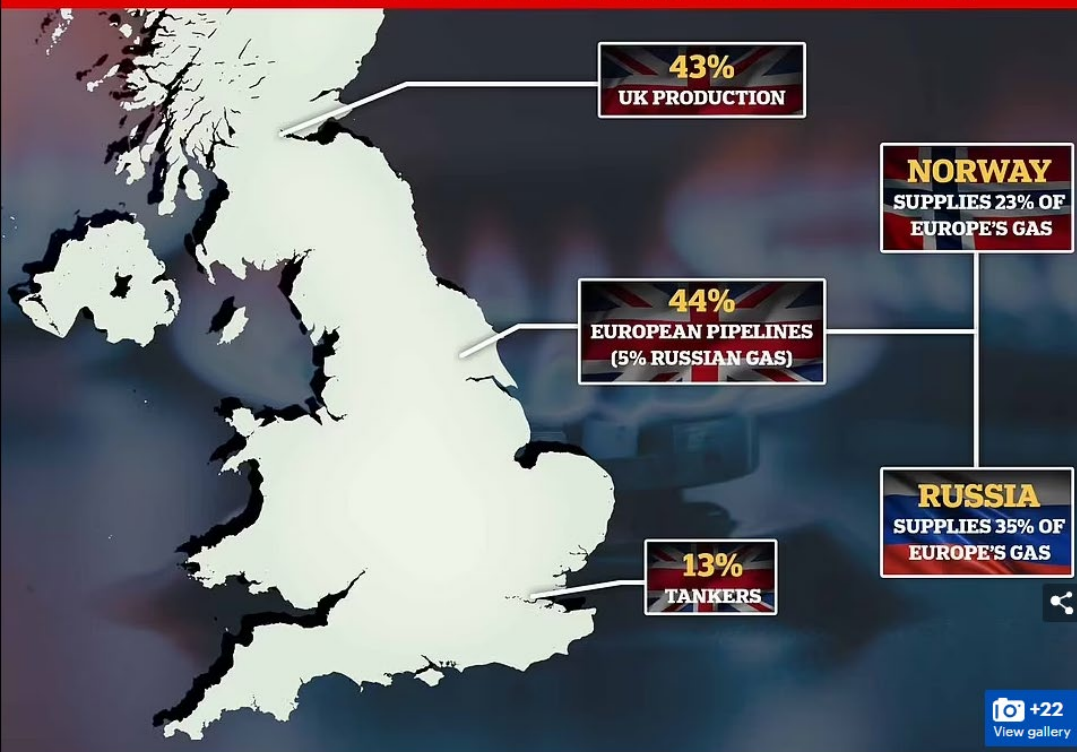 43%
UK PRODUCTION
NORWAY
SUPPLIES 23% OF
EUROPE'S GAS
44%
EUROPEAN PIPELINES
(5% RUSSIAN GAS)
RUSSIA
SUPPLIES 35% OF
EUROPE'S GAS
13%
TANKERS
+22
View gallery